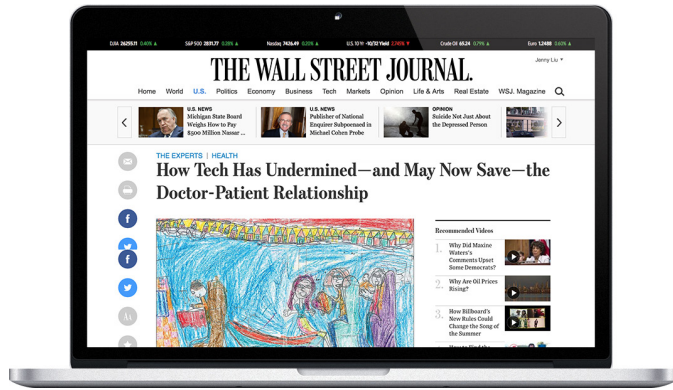 DJIA 26255.11 0.40% ▲ S&P 500 2831.77 0.28% ▲ Nasdaq 7426.49 0.20% ▲ U.S. 10 Yr -10/32 Yield ▼ Crude Oil 65.24 0.79% ▲ Euro 1.2488 0.60% ▲
Jenny Liu ▼
THE WALL STREET JOURNAL.
Home World U.S. Politics Economy Business Tech Markets Opinion Life & Arts Real Estate WSJ. Magazine
U.S. NEWS
Michigan State Board
Weighs How to Pay
$500 Million Nassar ...
U.S. NEWS
Publisher of National
Enquirer Subpoenaed in
Michael Cohen Probe
OPINION
Suicide Not Just About
the Depressed Person
THE EXPERTS | HEALTH
How Tech Has Undermined—and May Now Save—the
Doctor-Patient Relationship
Recommended Videos
1. Why Did Maxine
Waters's
Comments Upset
Some Democrats?
2. Why Are Oil Prices
Rising?
3. How Billboard's
New Rules Could
Change the Song of
the Summer